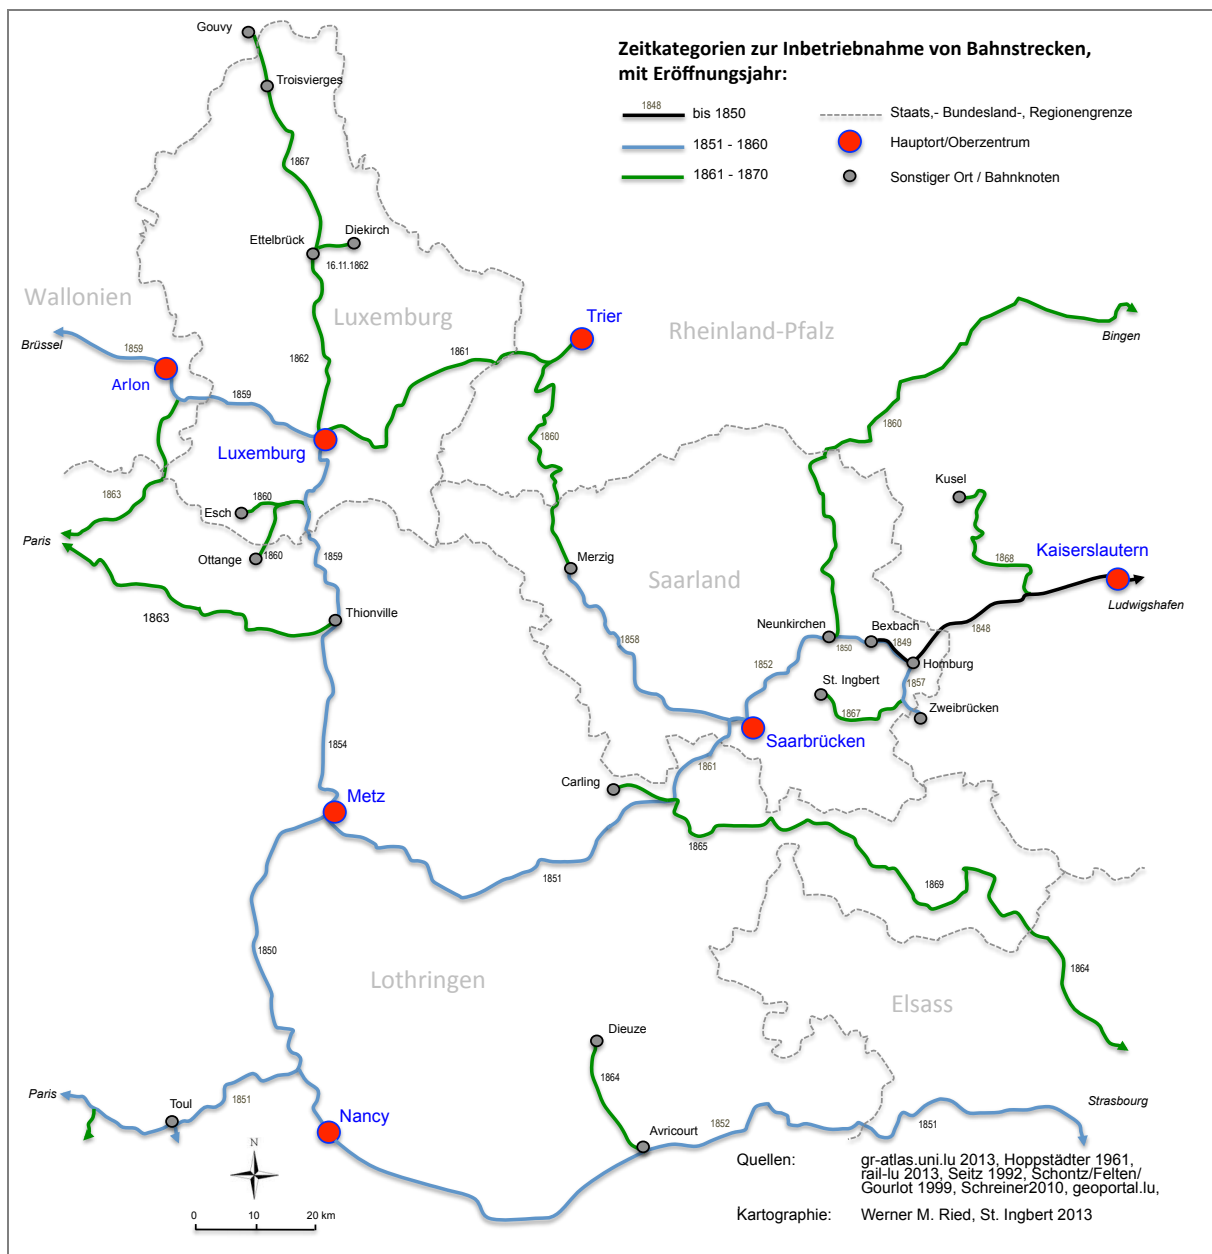 Gouvy
Zeitkategorien zur Inbetriebnahme von Bahnstrecken,
mit Eröffnungsjahr:
1848
bis 1850
Staats,- Bundesland-, Regionengrenze
1851 - 1860
Hauptort/Oberzentrum
1861 - 1870
Sonstiger Ort / Bahnknoten
Troisvierges
1867
Diekirch
Ettelbrück
16.11.1862
Wallonien
Luxemburg
Trier
Rheinland-Pfalz
Brüssel
1859
Bingen
1862
1861
Arlon
1859
1860
1860
Luxemburg
Kusel
1863
1860
Esch
Paris
1860
Ottange
1859
Merzig
Saarland
1868
Kaiserslautern
Ludwigshafen
1863
Thionville
Neunkirchen
Bexbach
1848
1858
1850
1849
1852
Homburg
St. Ingbert
1857
1867
Zweibrücken
1854
Saarbrücken
1861
Carling
Metz
1865
1851
1869
1850
Lothringen
1864
Elsass
Dieuze
1864
Paris
Toul
1851
Nancy
Avricourt
1852
1851
Strasbourg
N
Quellen:
gr-atlas.uni.lu 2013, Hoppstädter 1961,
rail-lu 2013, Seitz 1992, Schontz/Felten/
Gourlot 1999, Schreiner2010, geoportal.lu,
Kartographie:
Werner M. Ried, St. Ingbert 2013
0
10
20 km